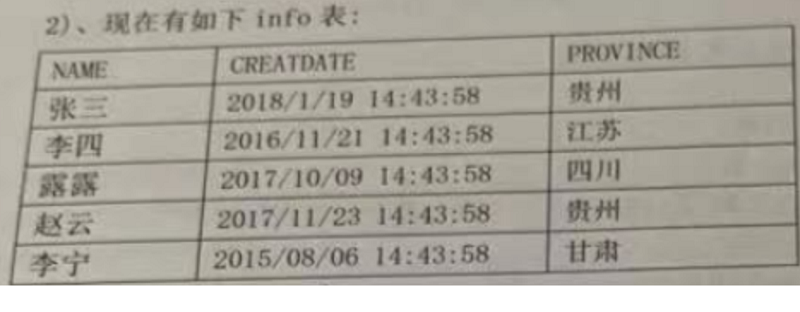 2)、现在有如下 info 表：
NAME CREATDATE PROVINCE
张三 2018/1/19 14:43:58 贵州
李四 2016/11/21 14:43:58 江苏
露露 2017/10/09 14:43:58 四川
赵云 2017/11/23 14:43:58 贵州
李宁 2015/08/06 14:43:58 甘肃